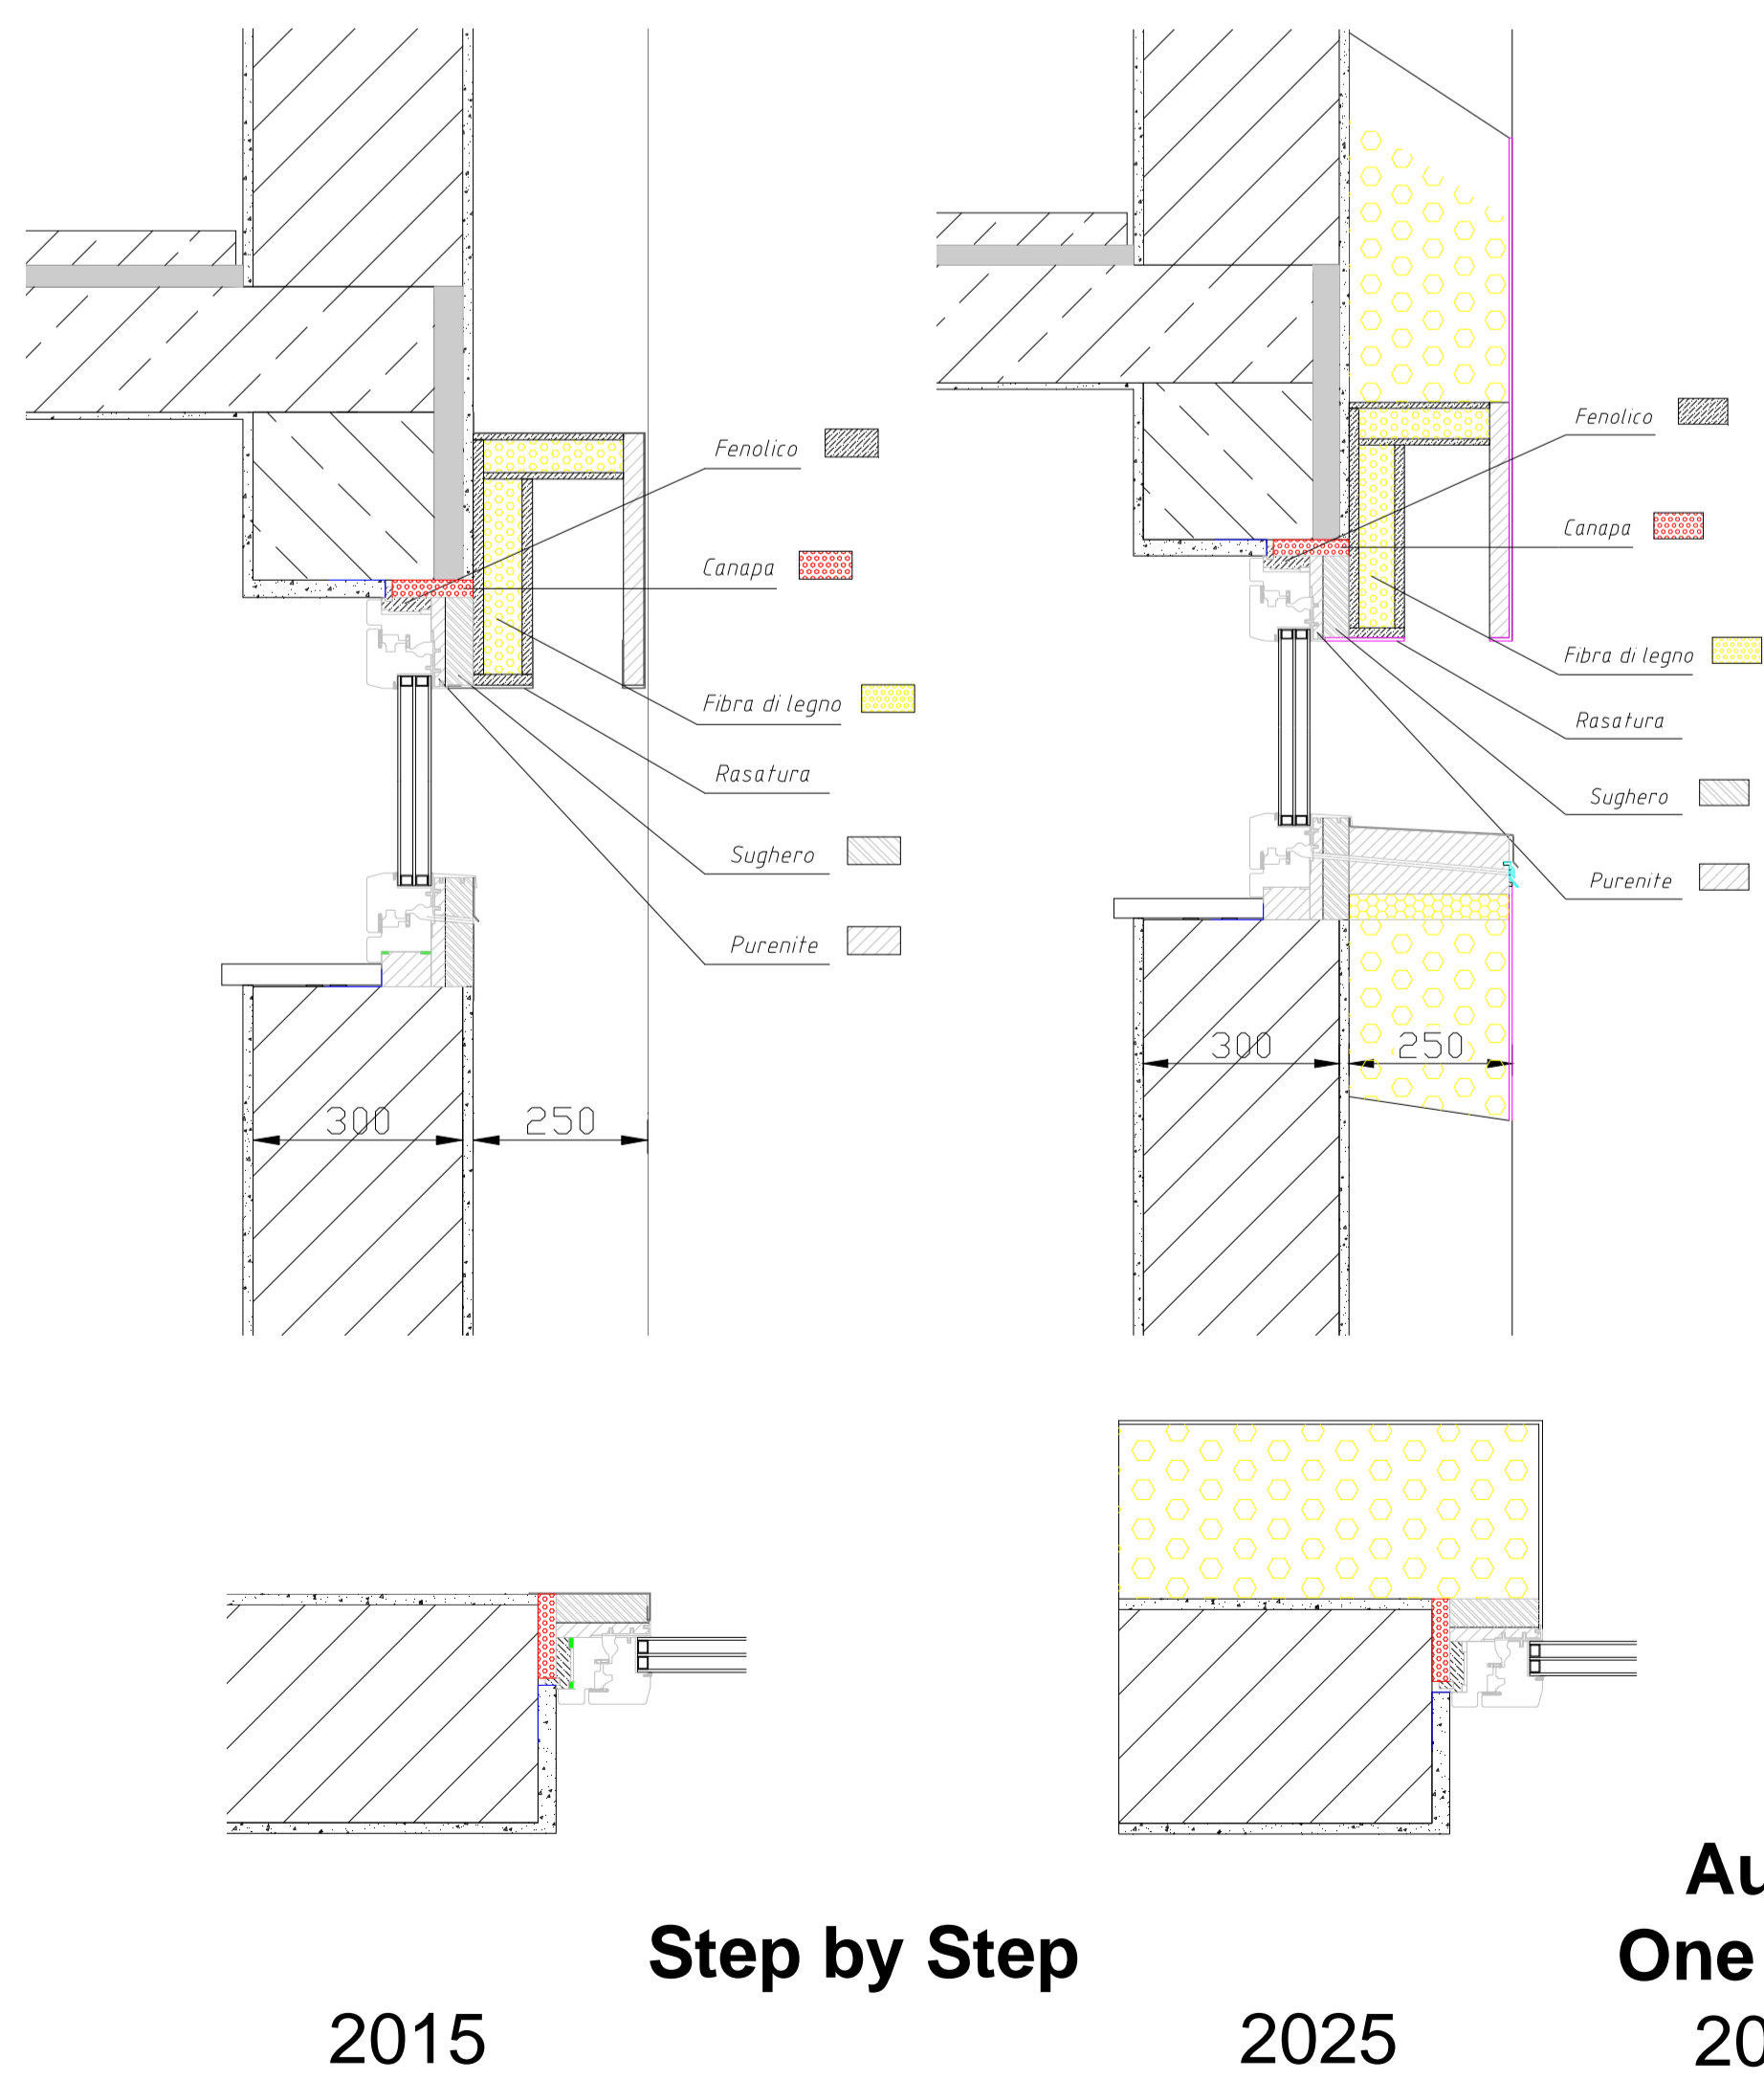 Fenolico
Canapa
Fibra di legno
Rasatura
Sughero
Purenite
300
250
Fenolico
Canapa
Fibra di legno
Rasatura
Sughero
Purenite
300
250
Step by Step
2015
2025
One